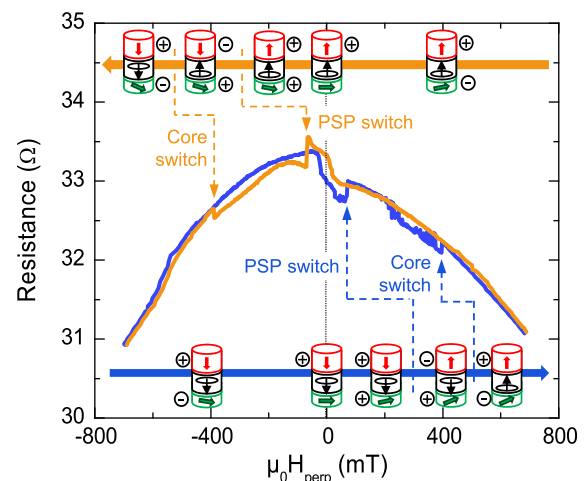 35
34
33
32
31
30
Resistance (Ω)
+ - + + +
- + + + -
PSP switch
Core
switch
PSP switch
Core
switch
+ + + - +
- + + -
-800 -400 0 400 800
μ0Hperp (mT)